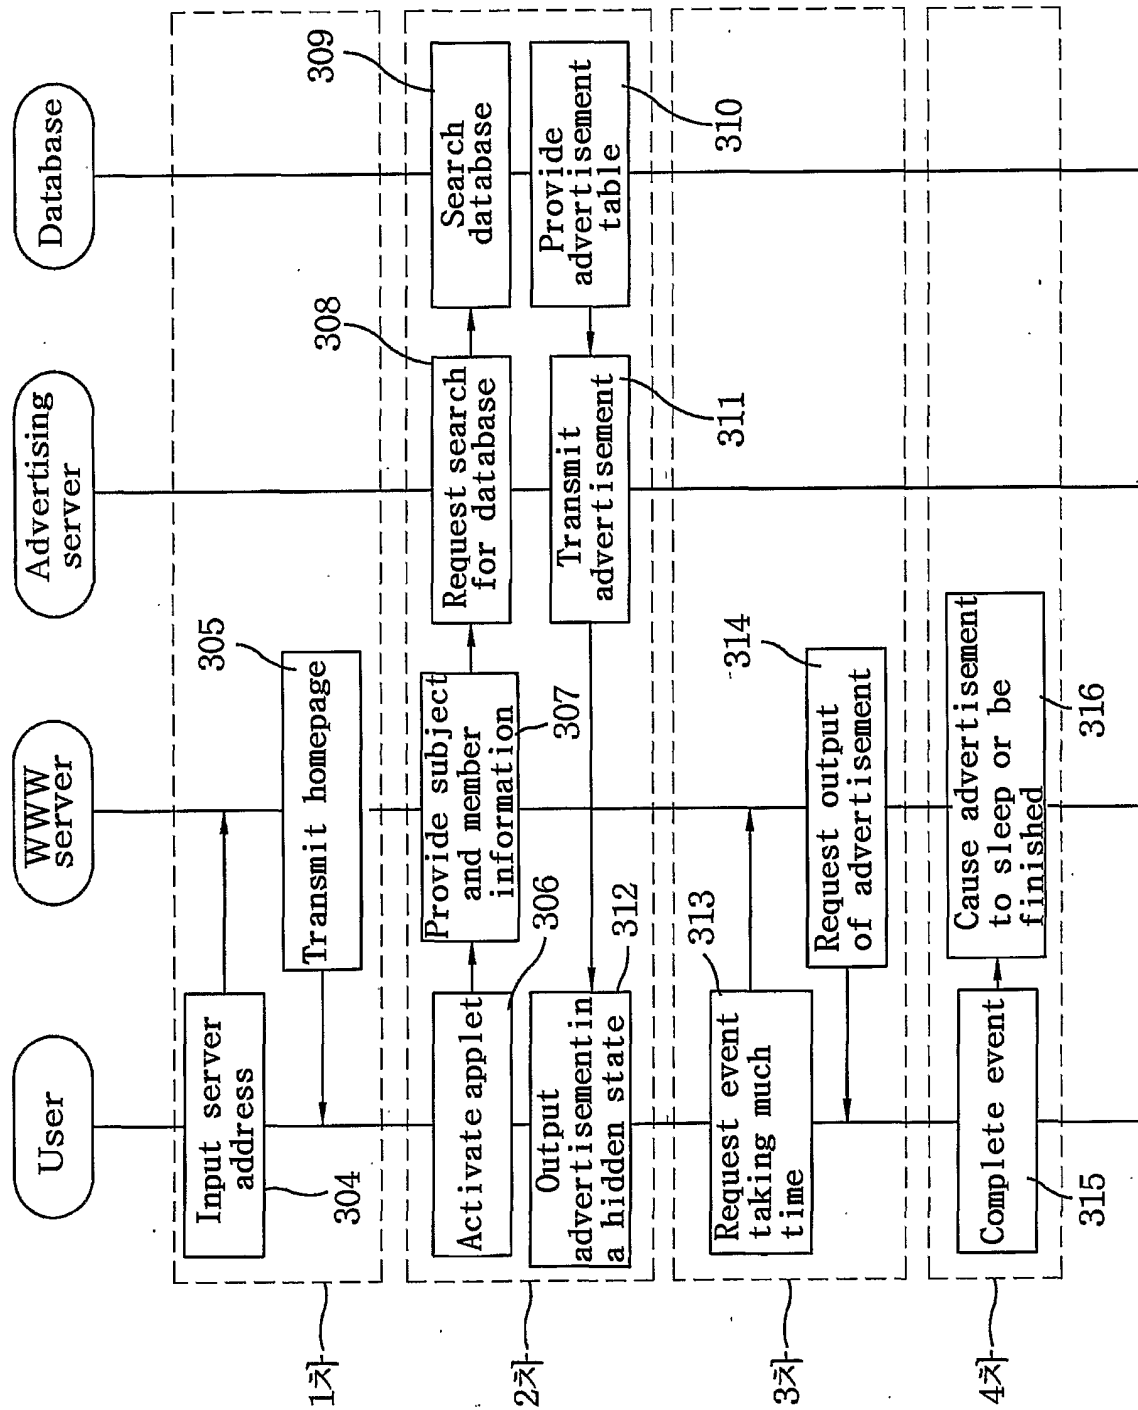 User
WWW
server
Advertising
server
Database
1차
Input server
address
304
Transmit homepage
305
2차
Activate applet
306
Provide subject
and member
information
307
Request search
for database
308
Search
database
309
Provide
advertisement
table
310
Transmit
advertisement
311
Output
advertisementin
a hidden state
312
3차
Request event
taking much
time
313
Request output
of advertisement
314
4차
Complete event
315
Cause advertisement
to sleep or be
finished
316